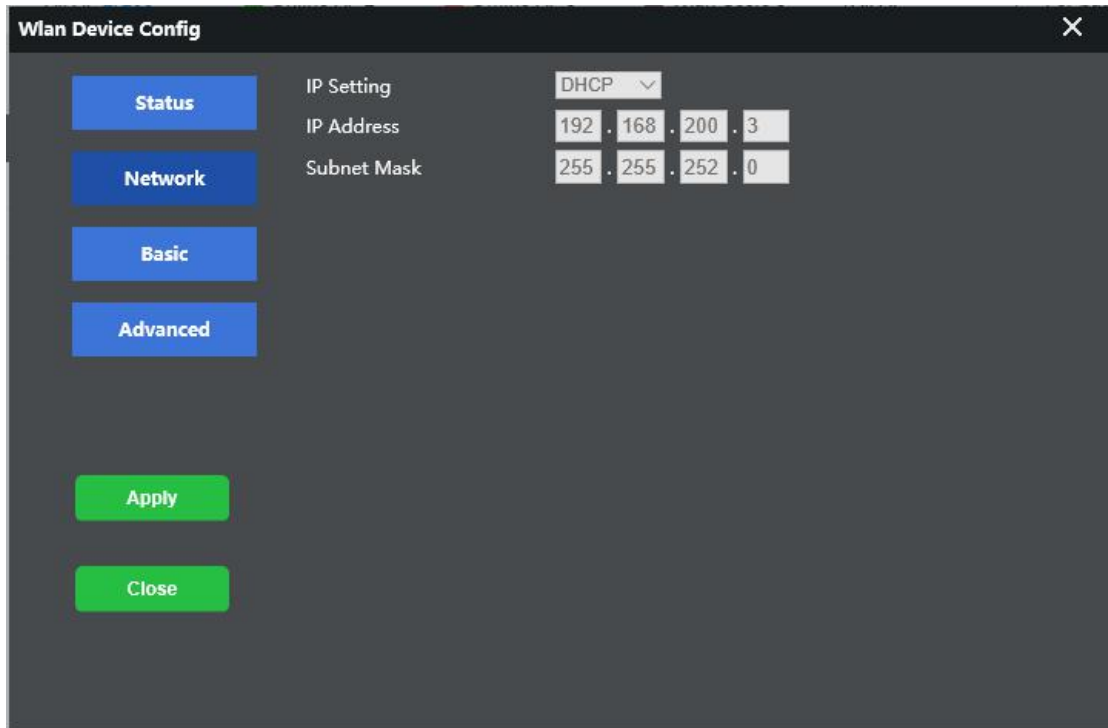 Wlan Device Config
Status
Network
Basic
Advanced
Apply
Close
IP Setting DHCP
IP Address 192 . 168 . 200 . 3
Subnet Mask 255 . 255 . 252 . 0